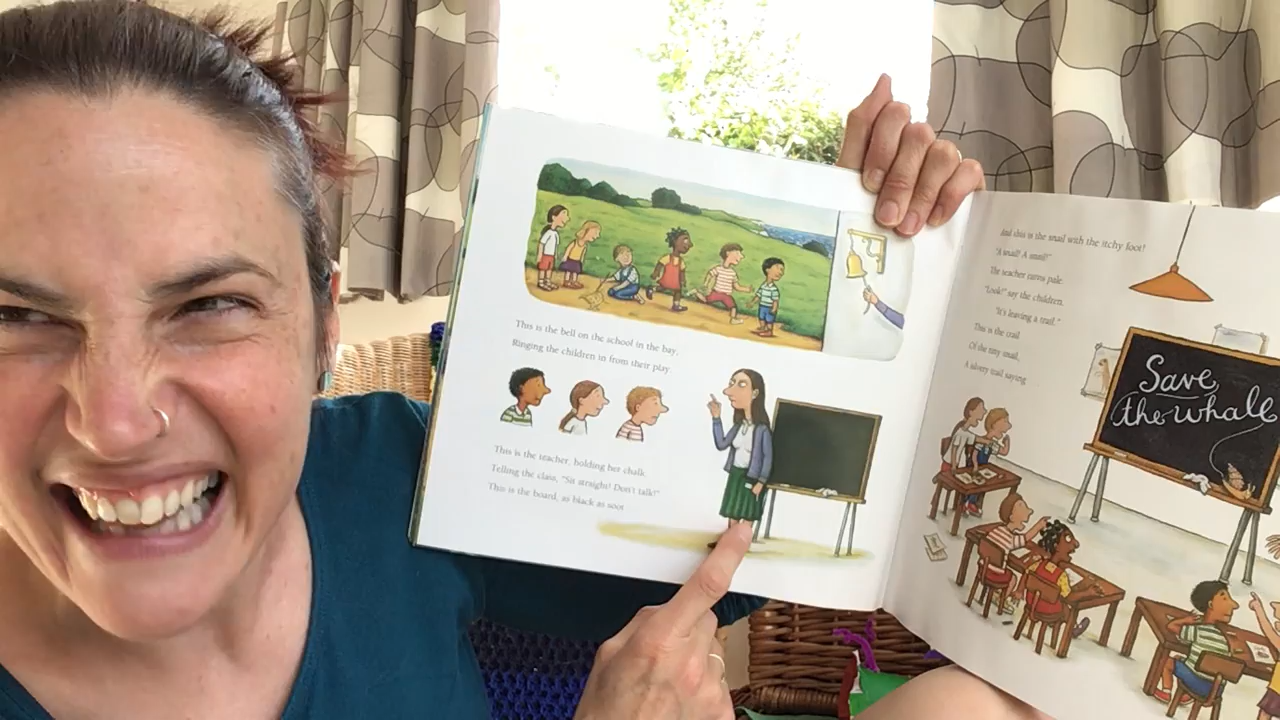 This is the bell on the school in the bay,
Ringing the children in from their play.
This is the teacher, holding her chalk
Telling the class, "Sit straight! Don't talk!"
This is the board, as black as soot
And this is the snail with the itchy foot!
"A snail! A snail!"
The teacher turns pale.
"Look!" say the children.
"It's leaving a trail."
This is the trail
Of the tiny snail,
A silvery trail saying
Save
the whale